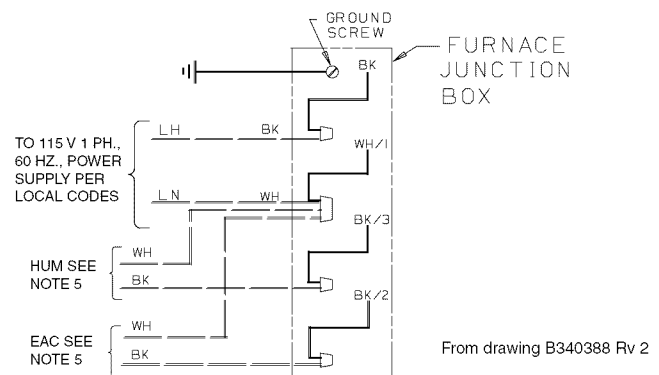 GROUND
SCREW
FURNACE
JUNCTION
BOX
BK
LH BK
TO 115 V 1 PH.,
60 HZ., POWER
SUPPLY PER
LOCAL CODES
WH/1
LN WH
BK/3
WH
HUM SEE
NOTE 5
BK
BK/2
WH
EAC SEE
NOTE 5
BK
From drawing B340388 Rv 2